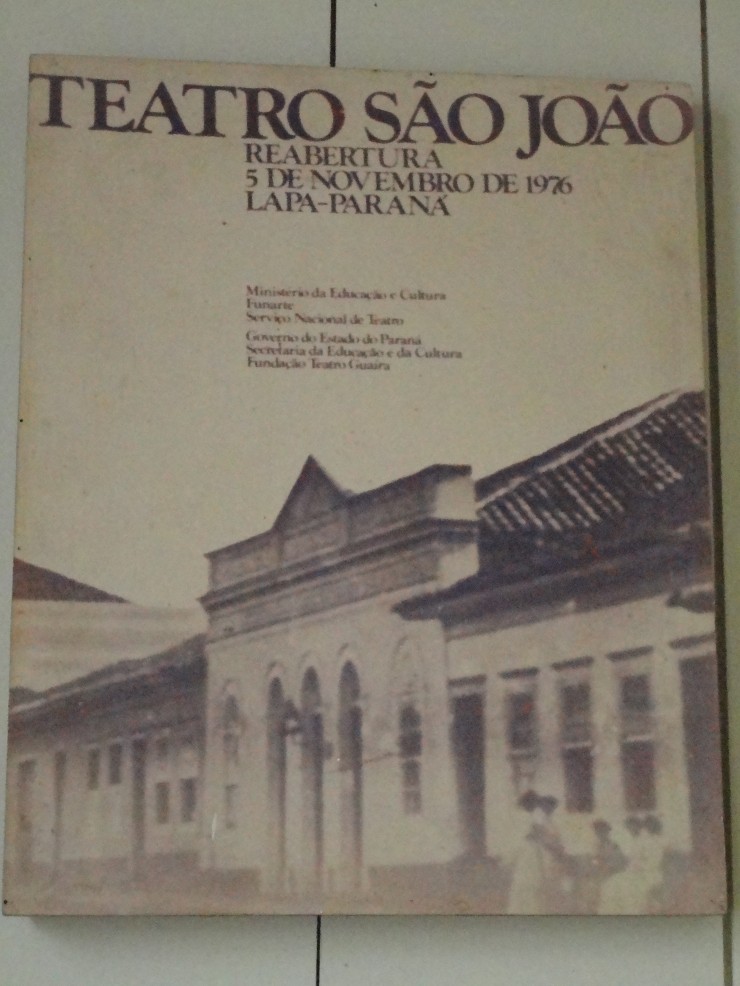 TEATRO SÃO JOÃO
REABERTURA
5 DE NOVEMBRO DE 1976
LAPA-PARANÁ
Ministério da Educação e Cultura
Funarte
Serviço Nacional de Teatro
Governo do Estado do Paraná
Secretaria da Educação e da Cultura
Fundação Teatro Guaíra